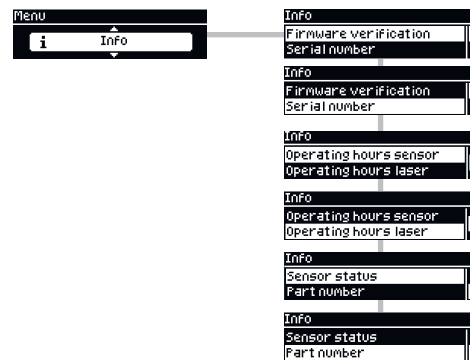 Menu
i Info
Info
Firmware verification
Serial number
Info
Firmware verification
Serial number
Info
Operating hours sensor
Operating hours laser
Info
Operating hours sensor
Operating hours laser
Info
Sensor status
Part number
Info
Sensor status
Part number